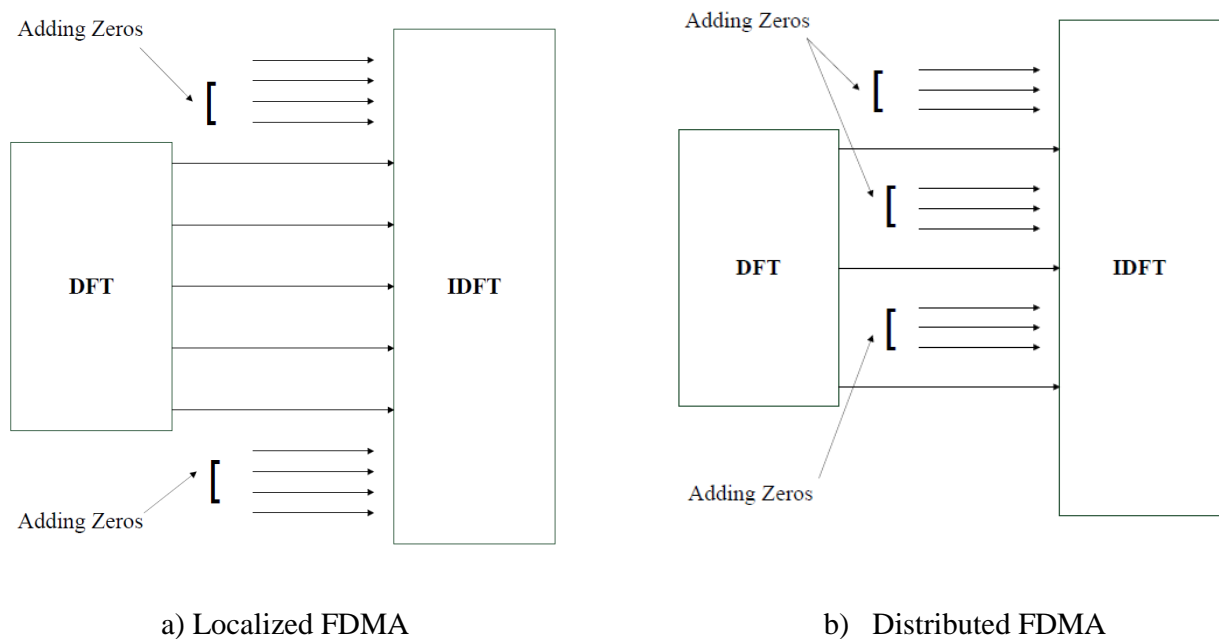 Adding Zeros
DFT
IDFT
Adding Zeros
a) Localized FDMA
Adding Zeros
DFT
IDFT
Adding Zeros
b) Distributed FDMA